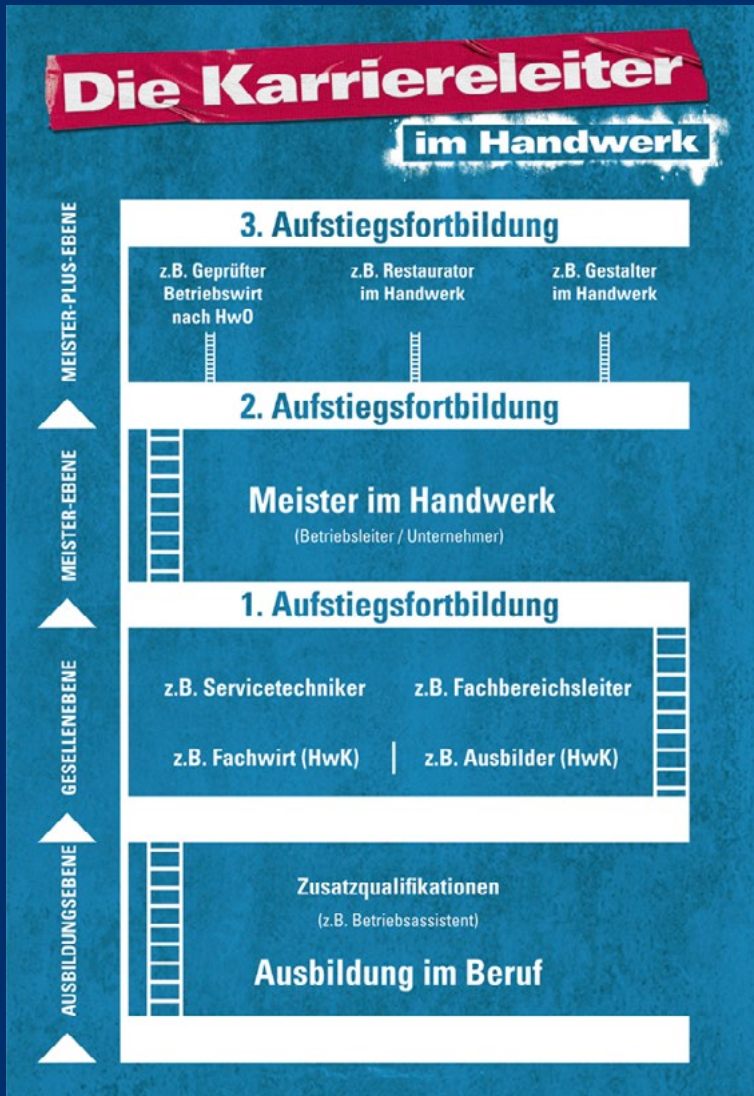 Die Karriereleiter
im Handwerk
3. Aufstiegsfortbildung
z.B. Geprüfter
Betriebswirt
nach HwO
z.B. Restaurator
im Handwerk
z.B. Gestalter
im Handwerk
MEISTER-PLUS-EBENE
2. Aufstiegsfortbildung
Meister im Handwerk
(Betriebsleiter / Unternehmer)
MEISTER-EBENE
1. Aufstiegsfortbildung
z.B. Servicetechniker
z.B. Fachbereichsleiter
z.B. Fachwirt (HwK) | z.B. Ausbilder (HwK)
GESELLENEBENE
Zusatzqualifikationen
(z.B. Betriebsassistent)
Ausbildung im Beruf
AUSBILDUNGSEBENE